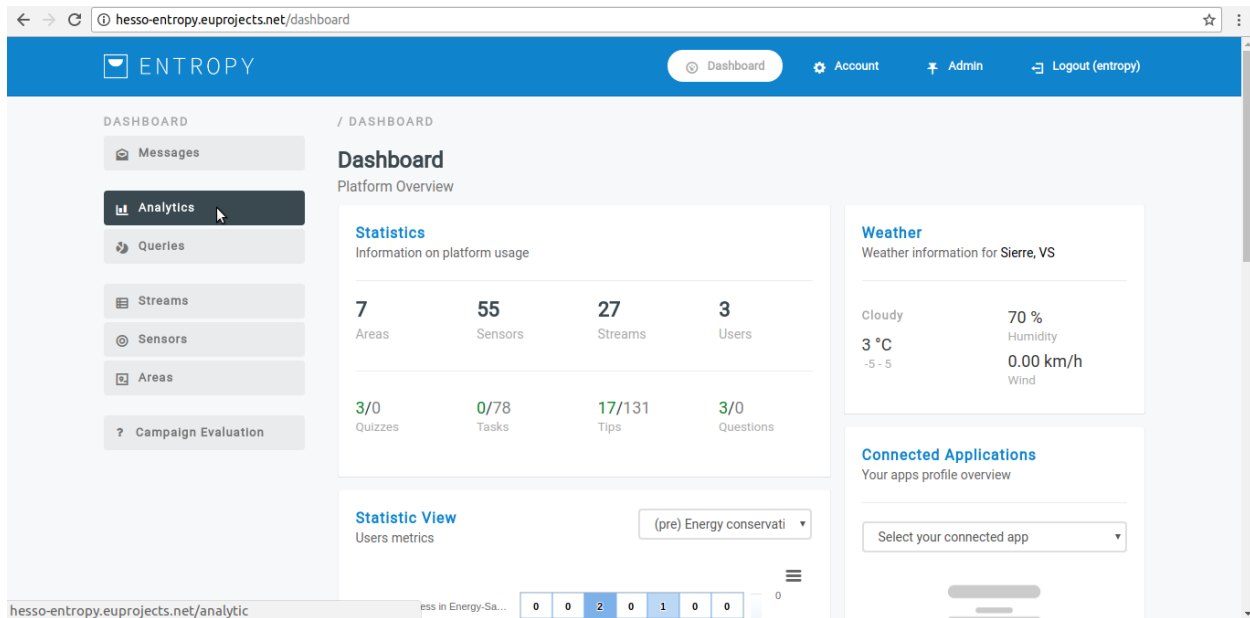 hesso-entropy.euprojects.net/dashboard
ENTROPY
Dashboard
Account
Admin
Logout (entropy)
DASHBOARD
Messages
Analytics
Queries
Streams
Sensors
Areas
? Campaign Evaluation
/ DASHBOARD
Dashboard
Platform Overview
Statistics
Information on platform usage
7 55 27 3
Areas Sensors Streams Users
3/0 0/78 17/131 3/0
Quizzes Tasks Tips Questions
Statistic View
Users metrics
(pre) Energy conservati
ess in Energy-Sa... 0 0 2 0 1 0 0
0
Weather
Weather information for Sierre, VS
Cloudy
3 °C
-5 - 5
70 %
Humidity
0.00 km/h
Wind
Connected Applications
Your apps profile overview
Select your connected app
hesso-entropy.euprojects.net/analytic